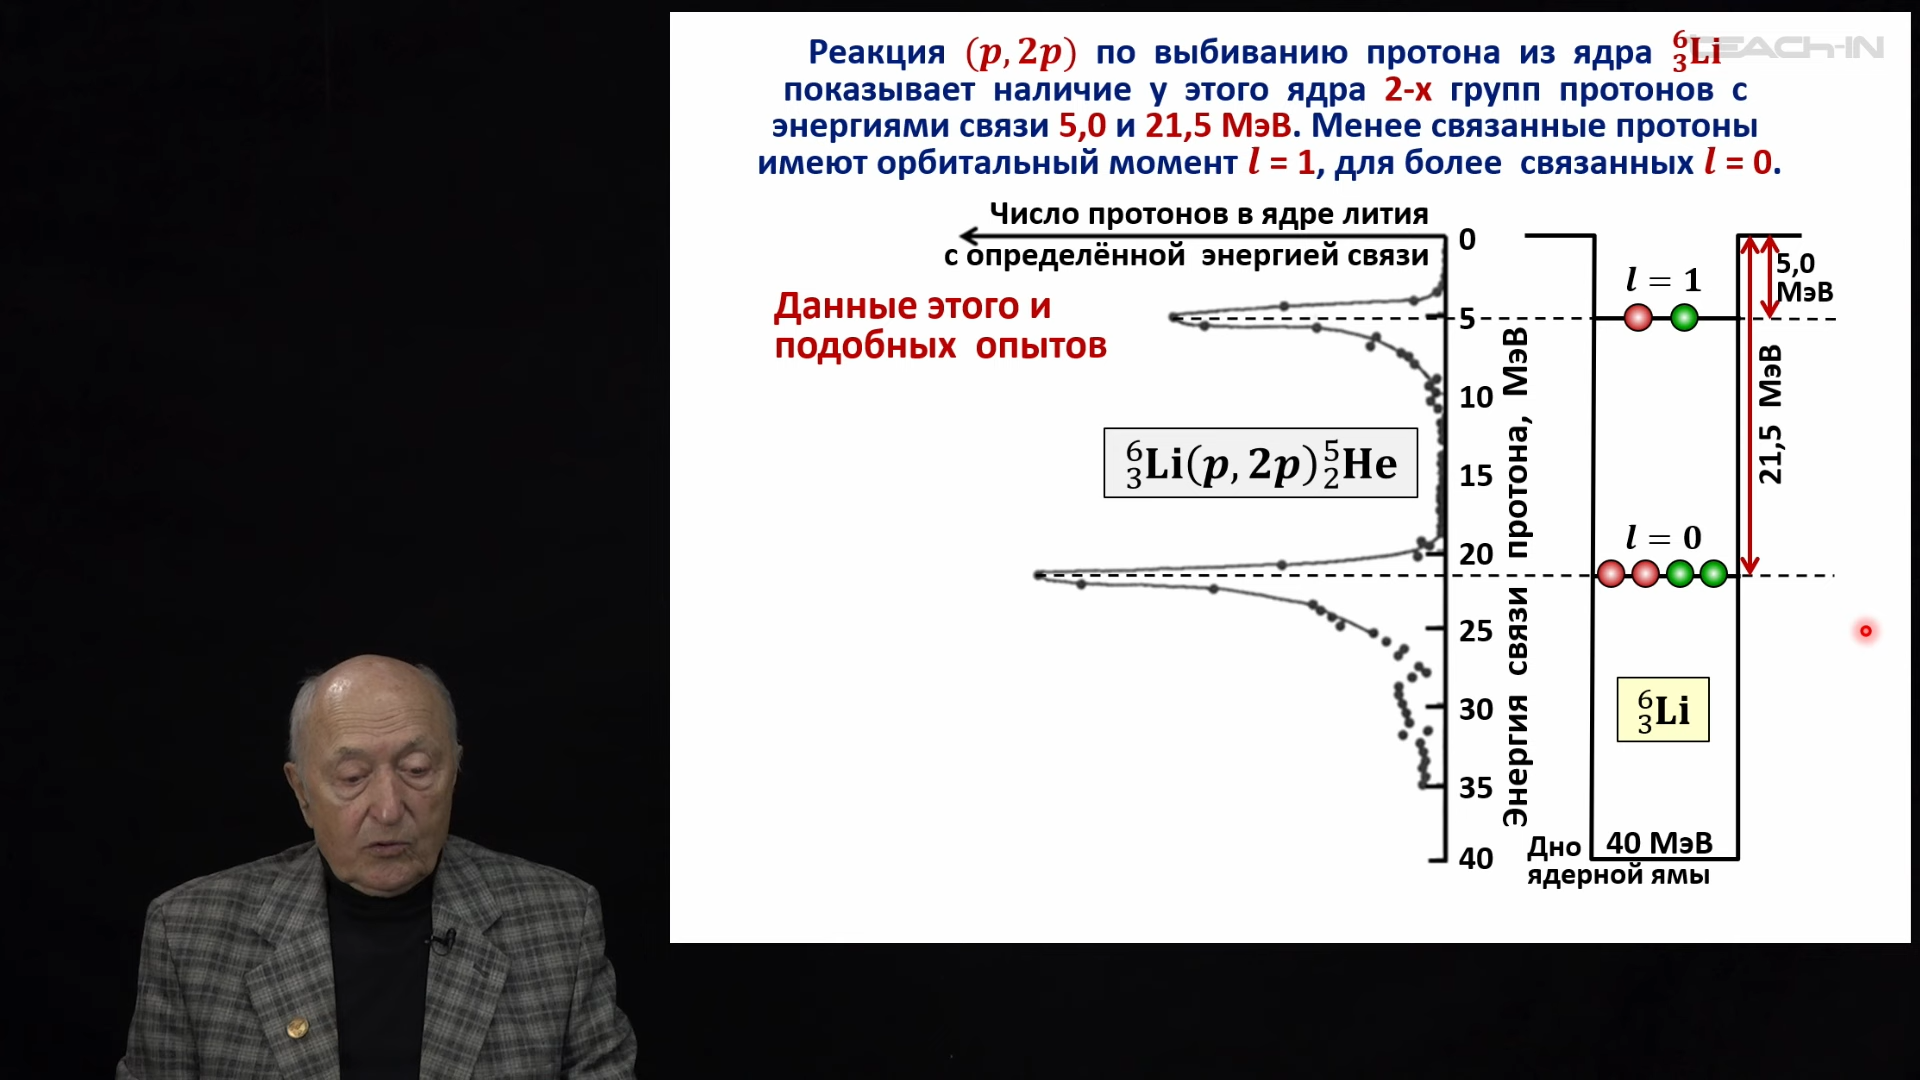 Реакция (p, 2p) по выбиванию протона из ядра ⁶₃Li
TEACH-IN
показывает наличие у этого ядра 2-х групп протонов с
энергиями связи 5,0 и 21,5 МэВ. Менее связанные протоны
имеют орбитальный момент l = 1, для более связанных l = 0.
Число протонов в ядре лития
с определённой энергией связи
Данные этого и
подобных опытов
⁶₃Li(p, 2p)⁵₂He
0
5
10
15
20
25
30
35
40
Энергия связи протона, МэВ
l = 1
5,0
МэВ
21,5 МэВ
l = 0
⁶₃Li
Дно 40 МэВ
ядерной ямы